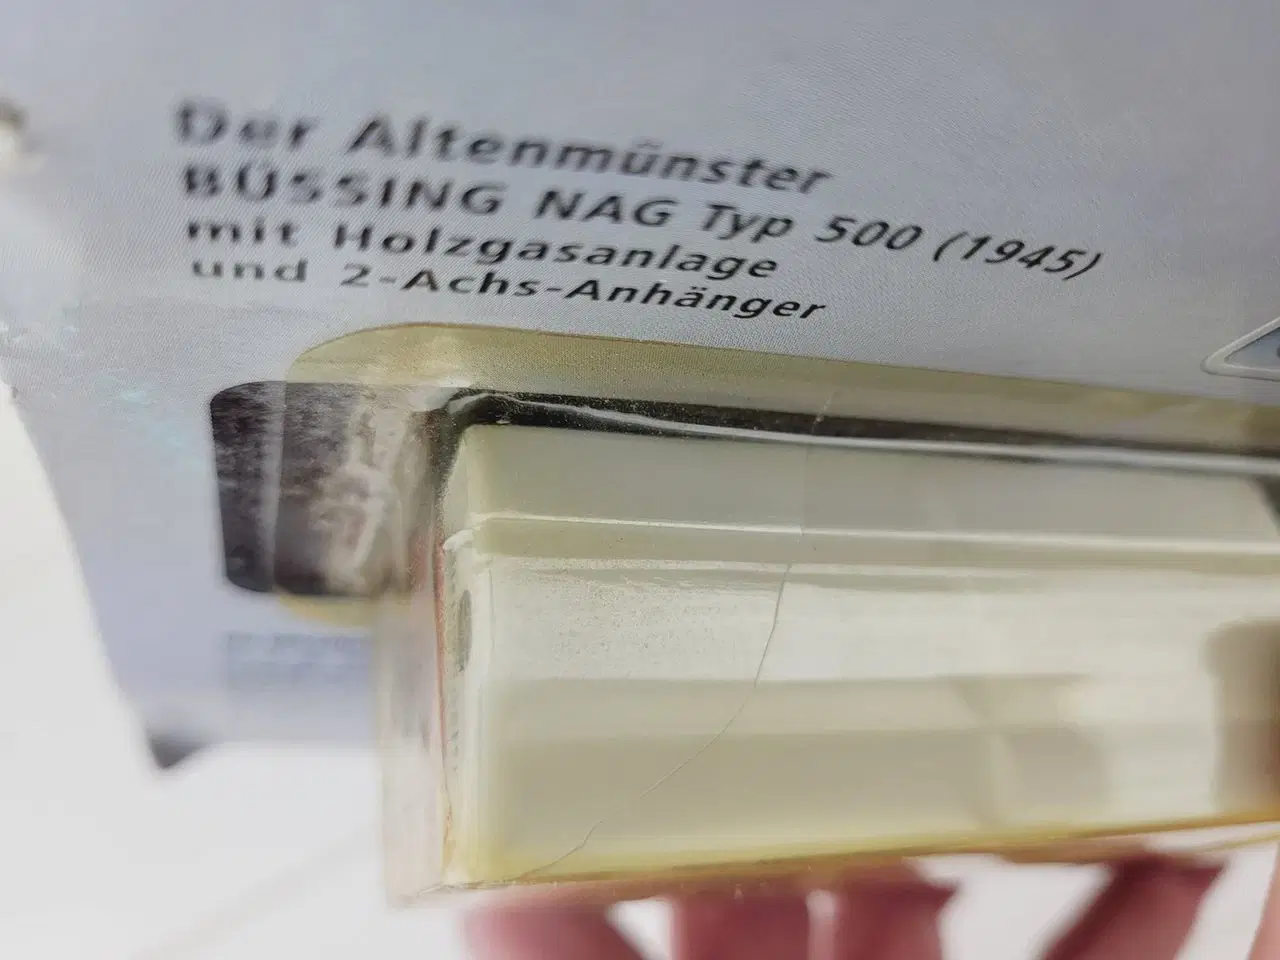 Der Altenmünster
BÜSSING NAG Typ 500 (1945)
mit Holzgasanlage
und 2-Achs-Anhänger